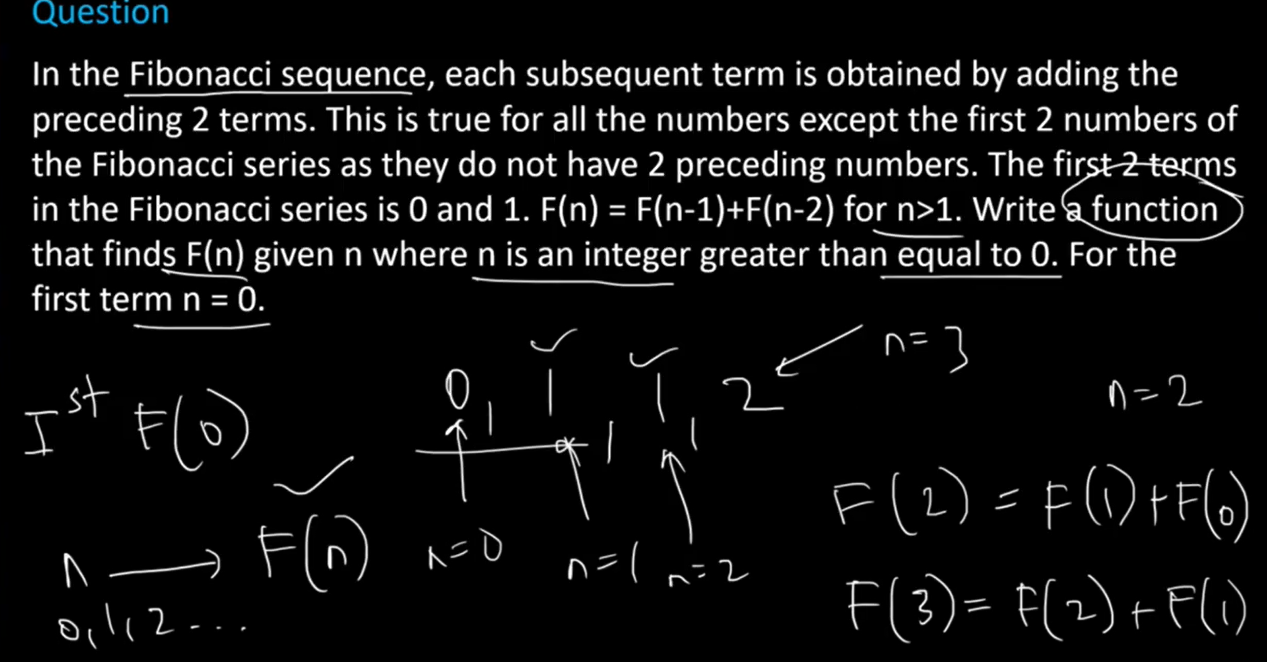 Question
In the Fibonacci sequence, each subsequent term is obtained by adding the
preceding 2 terms. This is true for all the numbers except the first 2 numbers of
the Fibonacci series as they do not have 2 preceding numbers. The first 2 terms
in the Fibonacci series is 0 and 1. F(n) = F(n-1)+F(n-2) for n>1. Write a function
that finds F(n) given n where n is an integer greater than equal to 0. For the
first term n = 0.
n=3
0, 1, 1, 2
n=2
Ist F(0)
F(2) = F(1)+F(0)
n → F(n)
n=0 n=1 n=2
0,1,2...
F(3)= F(2)+F(1)